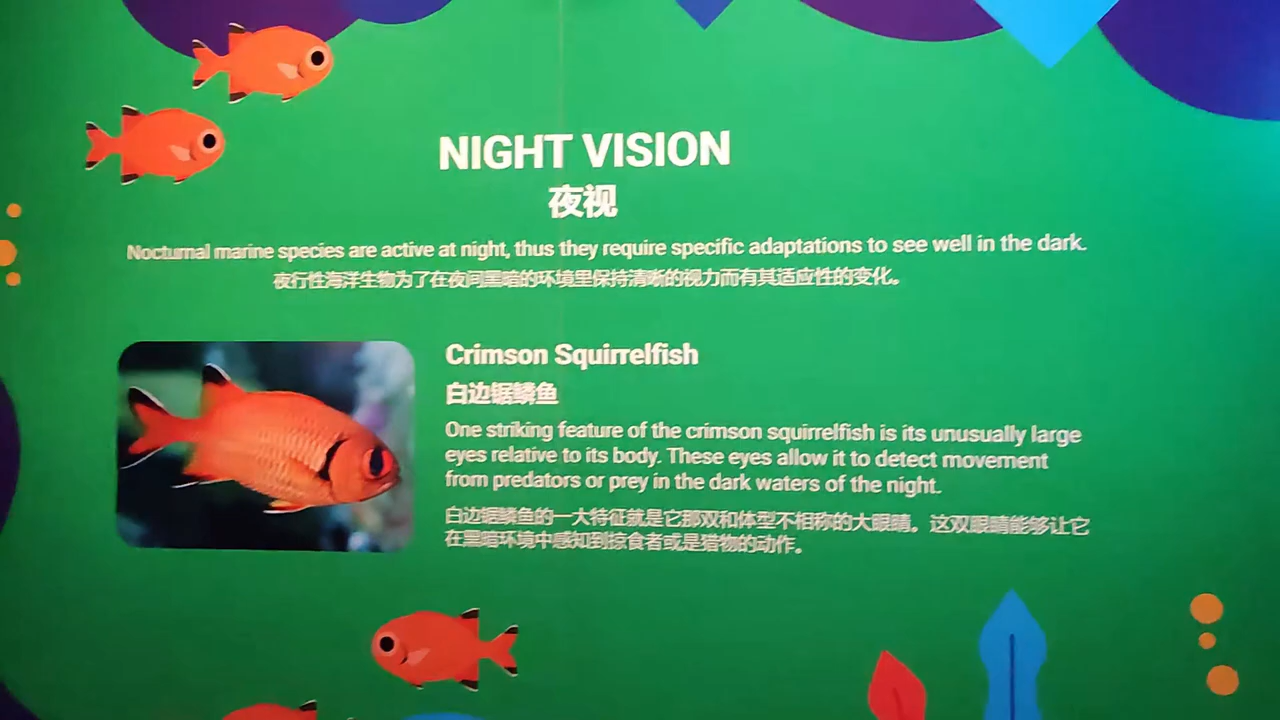 NIGHT VISION
夜视
Nocturnal marine species are active at night, thus they require specific adaptations to see well in the dark.
夜行性海洋生物为了在夜间黑暗的环境里保持清晰的视力而有其适应性的变化。
Crimson Squirrelfish
白边锯鳞鱼
One striking feature of the crimson squirrelfish is its unusually large
eyes relative to its body. These eyes allow it to detect movement
from predators or prey in the dark waters of the night.
白边锯鳞鱼的一大特征就是它那双和体型不相称的大眼睛。这双眼睛能够让它
在黑暗环境中感知到掠食者或是猎物的动作。